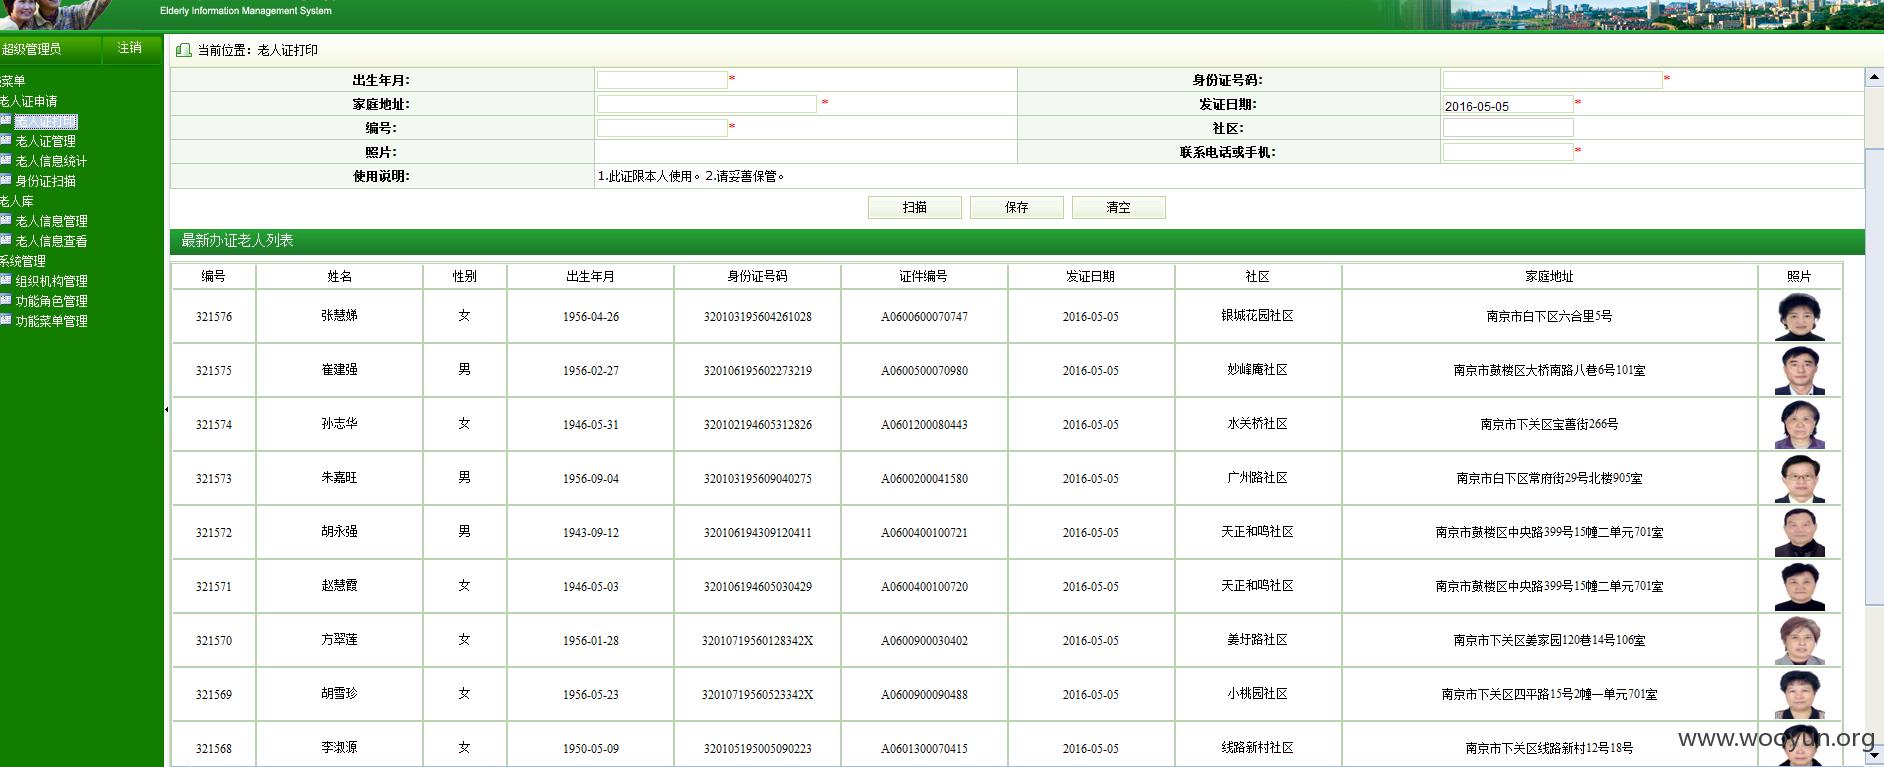 Elderly Information Management System
超级管理员 注销
当前位置：老人证打印
菜单
老人证申请
老人证打印
老人证管理
老人信息统计
身份证扫描
老人库
老人信息管理
老人信息查看
系统管理
组织机构管理
功能角色管理
功能菜单管理
出生年月： * 身份证号码： *
家庭地址： * 发证日期： 2016-05-05 *
编号： * 社区：
照片： 联系电话或手机： *
使用说明： 1.此证限本人使用。2.请妥善保管。
扫描 保存 清空
最新办证老人列表
编号 姓名 性别 出生年月 身份证号码 证件编号 发证日期 社区 家庭地址 照片
321576 张慧娣 女 1956-04-26 320103195604261028 A0600600070747 2016-05-05 银城花园社区 南京市白下区六合里5号
321575 崔建强 男 1956-02-27 320106195602273219 A0600500070980 2016-05-05 妙峰庵社区 南京市鼓楼区大桥南路八巷6号101室
321574 孙志华 女 1946-05-31 320102194605312826 A0601200080443 2016-05-05 水关桥社区 南京市下关区宝善街266号
321573 朱嘉旺 男 1956-09-04 320103195609040275 A0600200041580 2016-05-05 广州路社区 南京市白下区常府街29号北楼905室
321572 胡永强 男 1943-09-12 320106194309120411 A0600400100721 2016-05-05 天正和鸣社区 南京市鼓楼区中央路399号15幢二单元701室
321571 赵慧霞 女 1946-05-03 320106194605030429 A0600400100720 2016-05-05 天正和鸣社区 南京市鼓楼区中央路399号15幢二单元701室
321570 方翠莲 女 1956-01-28 32010719560128342X A0600900030402 2016-05-05 姜圩路社区 南京市下关区姜家园120巷14号106室
321569 胡雪珍 女 1956-05-23 32010719560523342X A0600900090488 2016-05-05 小桃园社区 南京市下关区四平路15号2幢一单元701室
321568 李淑源 女 1950-05-09 320105195005090223 A0601300070415 2016-05-05 线路新村社区 南京市下关区线路新村12号18号
www.wooyun.org